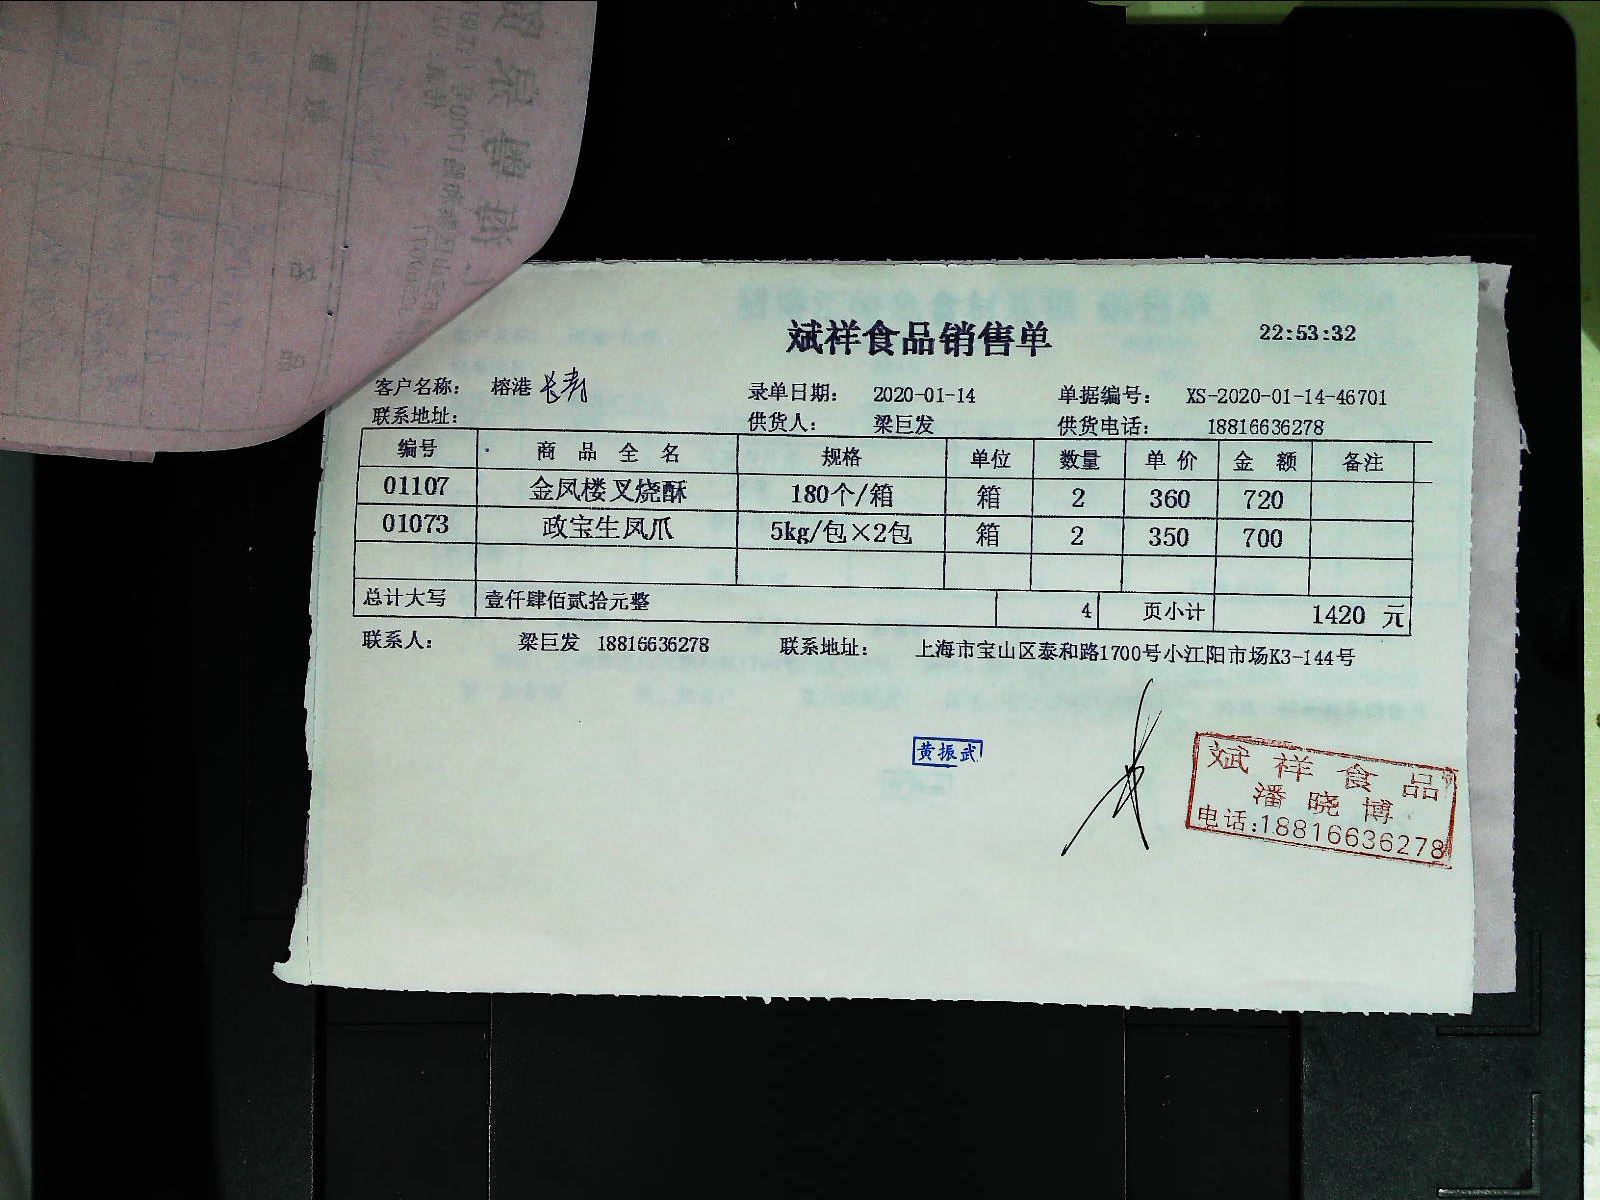 斌祥食品销售单 22:53:32
客户名称： 榕港 长寿 录单日期： 2020-01-14 单据编号： XS-2020-01-14-46701
联系地址： 供货人： 梁巨发 供货电话： 18816636278
编号 商品全名 规格 单位 数量 单价 金额 备注
01107 金凤楼叉烧酥 180个/箱 箱 2 360 720
01073 政宝生凤爪 5kg/包×2包 箱 2 350 700
总计大写 壹仟肆佰贰拾元整 4 页小计 1420 元
联系人： 梁巨发 18816636278 联系地址： 上海市宝山区泰和路1700号小江阳市场K3-144号
黄振武
斌祥食品
潘晓博
电话:18816636278